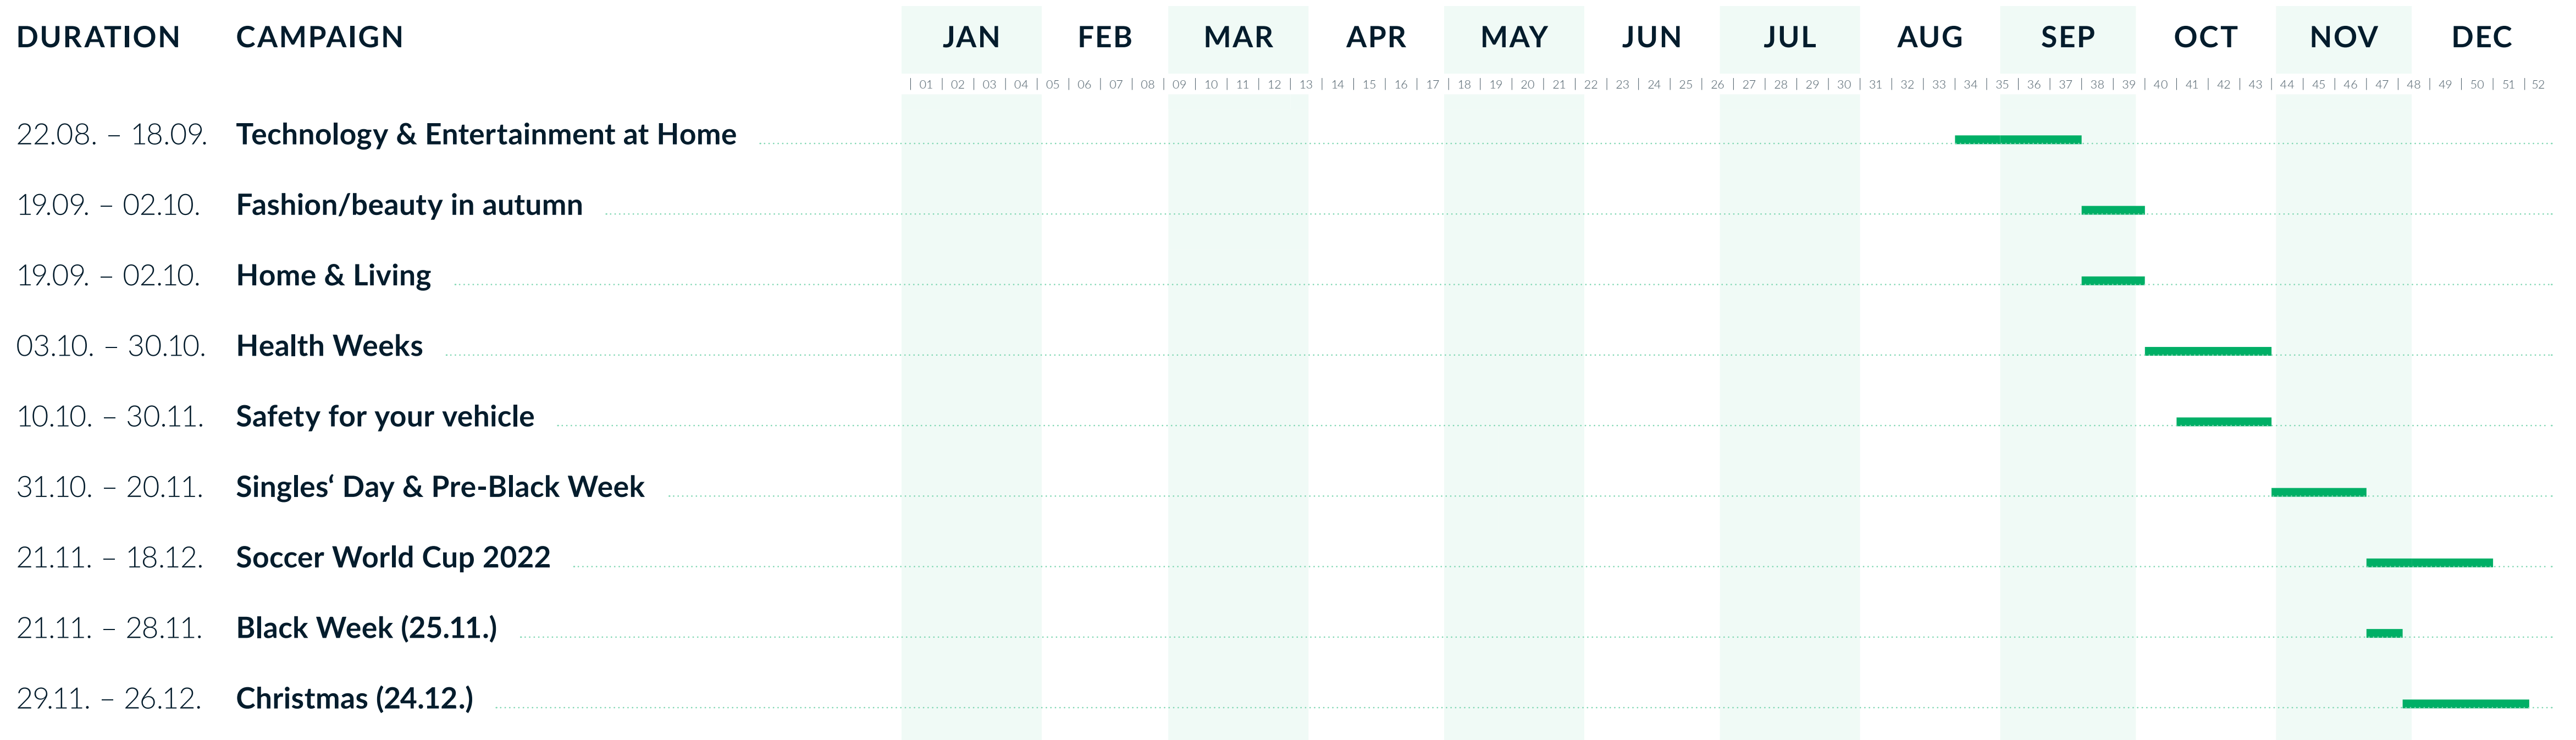 DURATION CAMPAIGN JAN FEB MAR APR MAY JUN JUL AUG SEP OCT NOV DEC
01 02 03 04 05 06 07 08 09 10 11 12 13 14 15 16 17 18 19 20 21 22 23 24 25 26 27 28 29 30 31 32 33 34 35 36 37 38 39 40 41 42 43 44 45 46 47 48 49 50 51 52
22.08. – 18.09. Technology & Entertainment at Home
19.09. – 02.10. Fashion/beauty in autumn
19.09. – 02.10. Home & Living
03.10. – 30.10. Health Weeks
10.10. – 30.11. Safety for your vehicle
31.10. – 20.11. Singles‘ Day & Pre-Black Week
21.11. – 18.12. Soccer World Cup 2022
21.11. – 28.11. Black Week (25.11.)
29.11. – 26.12. Christmas (24.12.)